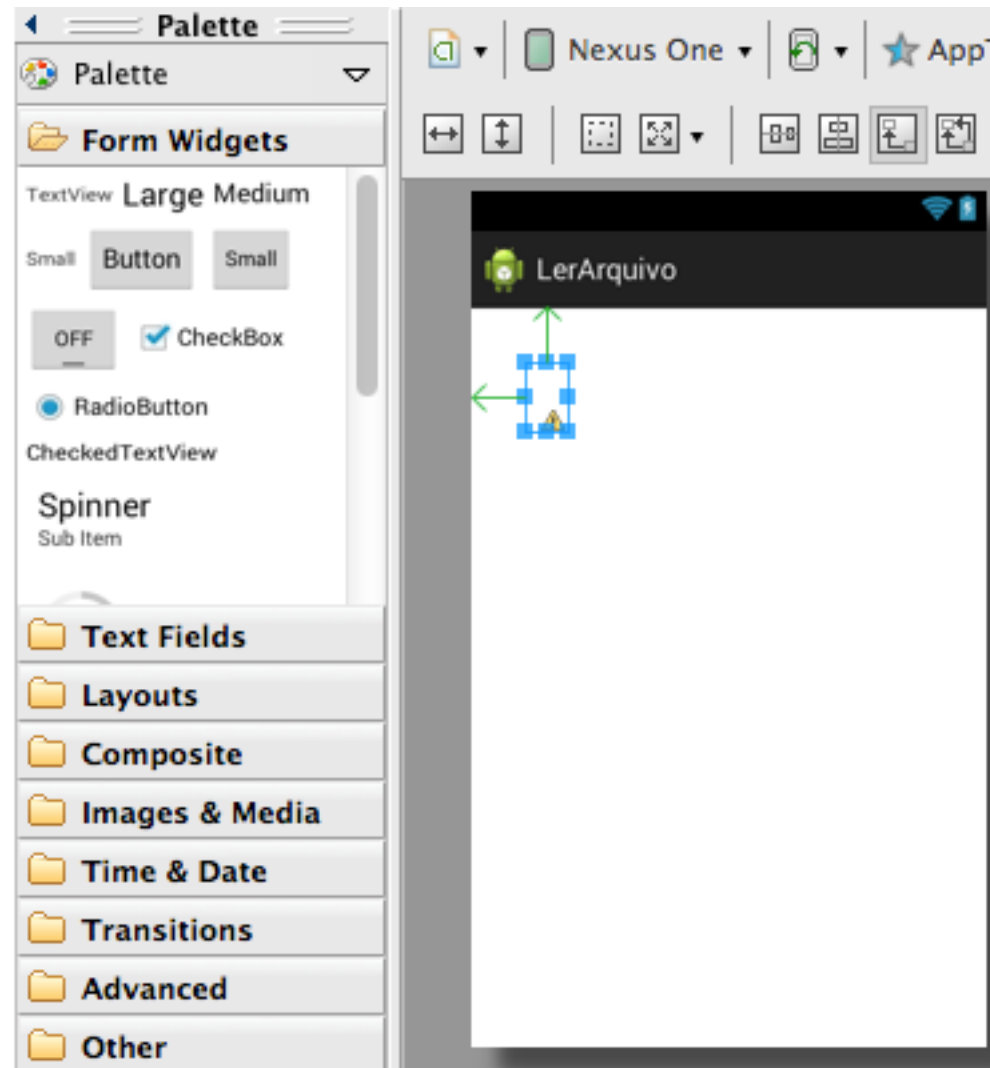 Palette
Palette
Form Widgets
TextView Large Medium
Small Button Small
OFF CheckBox
RadioButton
CheckedTextView
Spinner
Sub Item
Text Fields
Layouts
Composite
Images & Media
Time & Date
Transitions
Advanced
Other
Nexus One
LerArquivo